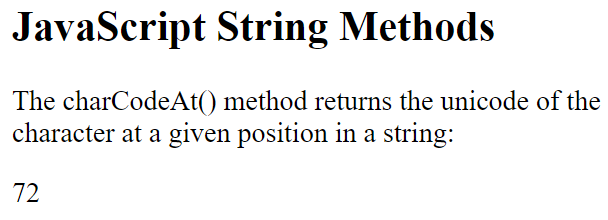 JavaScript String Methods
The charCodeAt() method returns the unicode of the
character at a given position in a string:
72